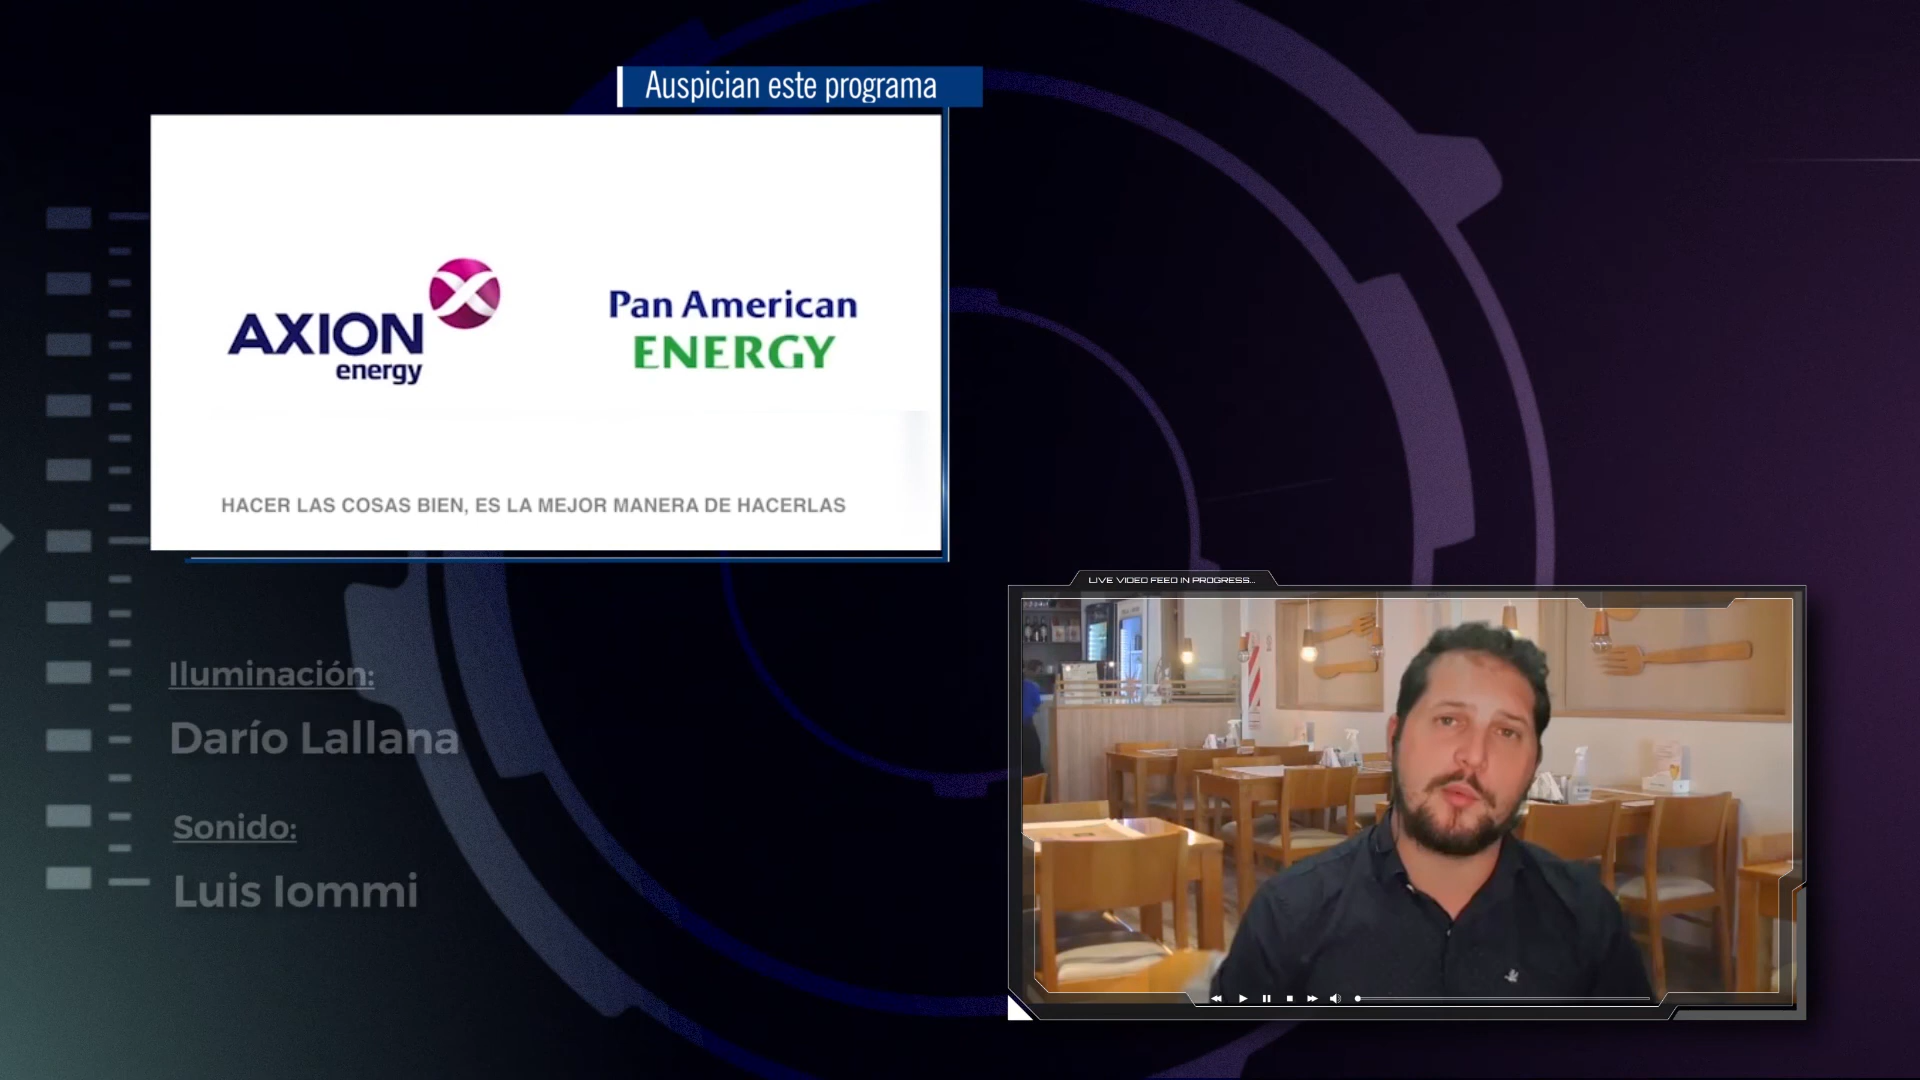 Auspician este programa
AXION
energy
Pan American
ENERGY
HACER LAS COSAS BIEN, ES LA MEJOR MANERA DE HACERLAS
LIVE VIDEO FEED IN PROGRESS...
Iluminación:
Darío Lallana
Sonido:
Luis Iommi